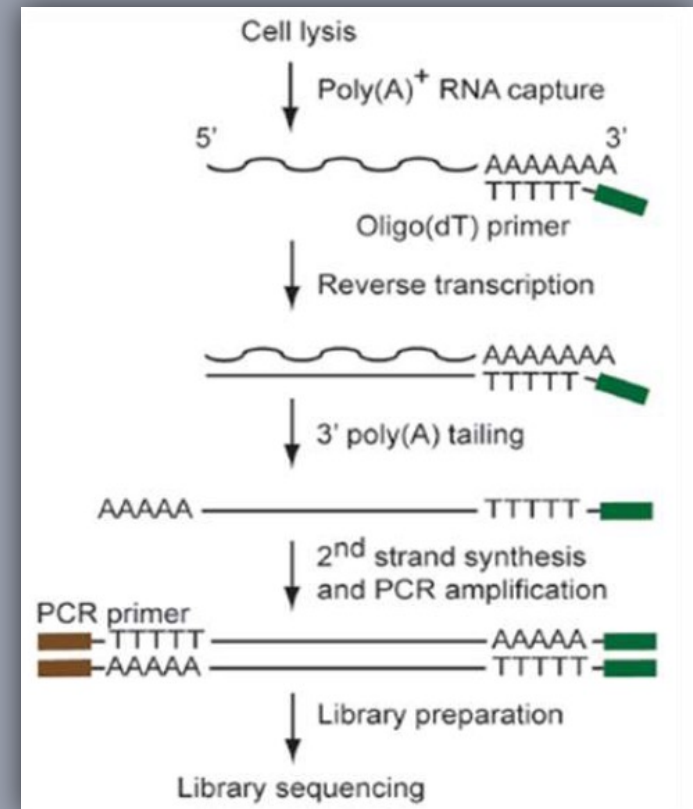 Cell lysis
Poly(A)+ RNA capture
5’ 3’
AAAAAAA
TTTTT
Oligo(dT) primer
Reverse transcription
AAAAAAA
TTTTT
3’ poly(A) tailing
AAAAA TTTTT
2nd strand synthesis
and PCR amplification
PCR primer
TTTTT AAAAA
AAAAA TTTTT
Library preparation
Library sequencing